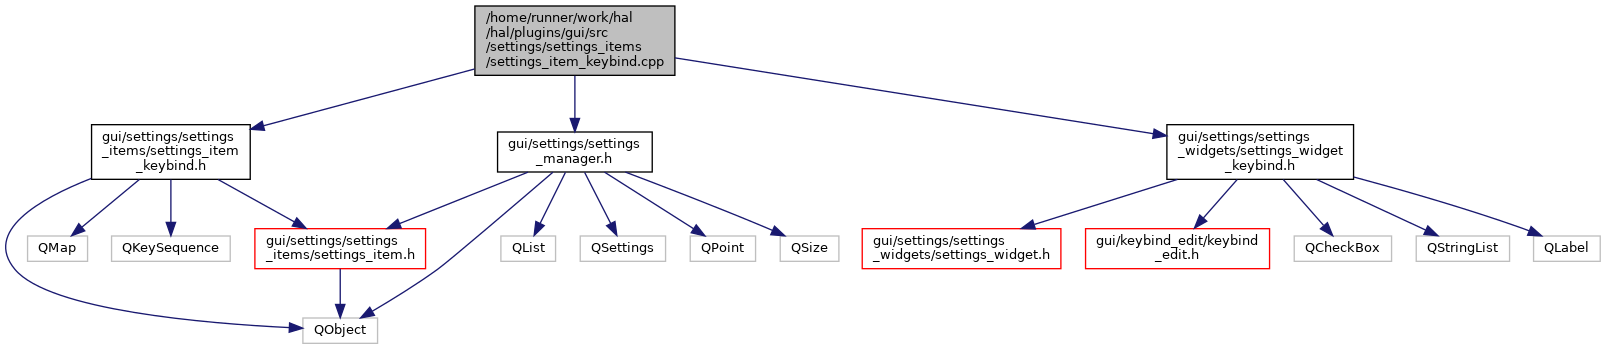 /home/runner/work/hal
/hal/plugins/gui/src
/settings/settings_items
/settings_item_keybind.cpp
gui/settings/settings
_items/settings_item
_keybind.h
gui/settings/settings
_manager.h
gui/settings/settings
_widgets/settings_widget
_keybind.h
QMap
QKeySequence
gui/settings/settings
_items/settings_item.h
QList
QSettings
QPoint
QSize
gui/settings/settings
_widgets/settings_widget.h
gui/keybind_edit/keybind
_edit.h
QCheckBox
QStringList
QLabel
QObject